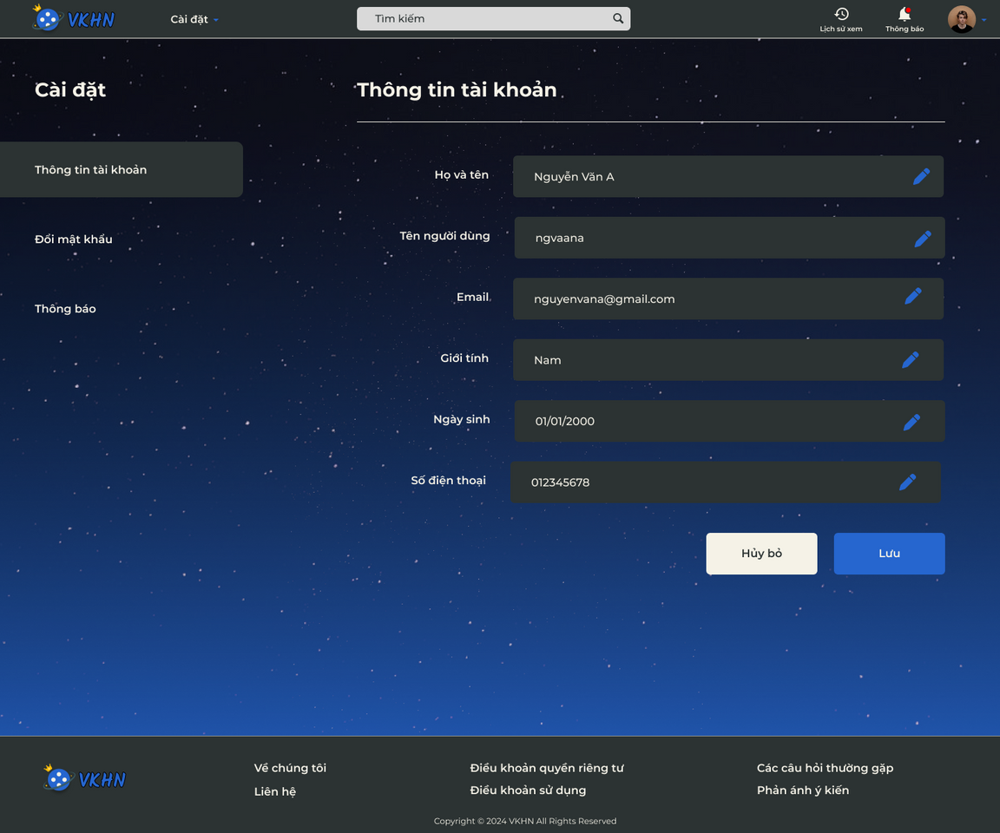 VKHN
Cài đặt
Tìm kiếm
Lịch sử xem
Thông báo
Cài đặt
Thông tin tài khoản
Thông tin tài khoản
Đổi mật khẩu
Thông báo
Họ và tên
Nguyễn Văn A
Tên người dùng
ngvaana
Email
nguyenvana@gmail.com
Giới tính
Nam
Ngày sinh
01/01/2000
Số điện thoại
012345678
Hủy bỏ
Lưu
VKHN
Về chúng tôi
Liên hệ
Điều khoản quyền riêng tư
Điều khoản sử dụng
Các câu hỏi thường gặp
Phản ánh ý kiến
Copyright © 2024 VKHN All Rights Reserved